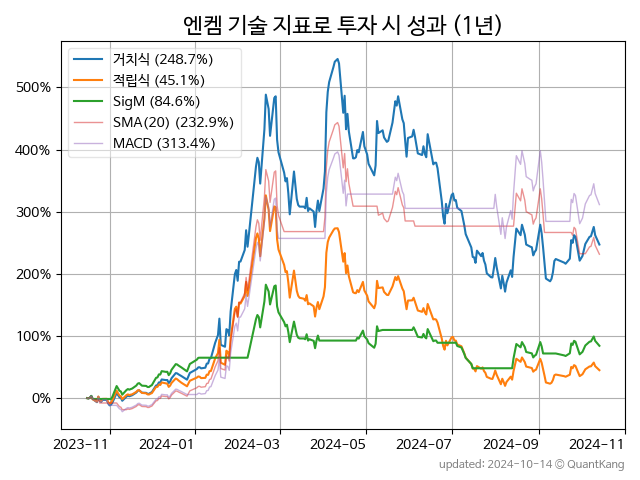 엔켐 기술 지표로 투자 시 성과 (1년)
거치식 (248.7%)
적립식 (45.1%)
SigM (84.6%)
SMA(20) (232.9%)
MACD (313.4%)
500%
400%
300%
200%
100%
0%
2023-11
2024-01
2024-03
2024-05
2024-07
2024-09
2024-11
updated: 2024-10-14 © QuantKang